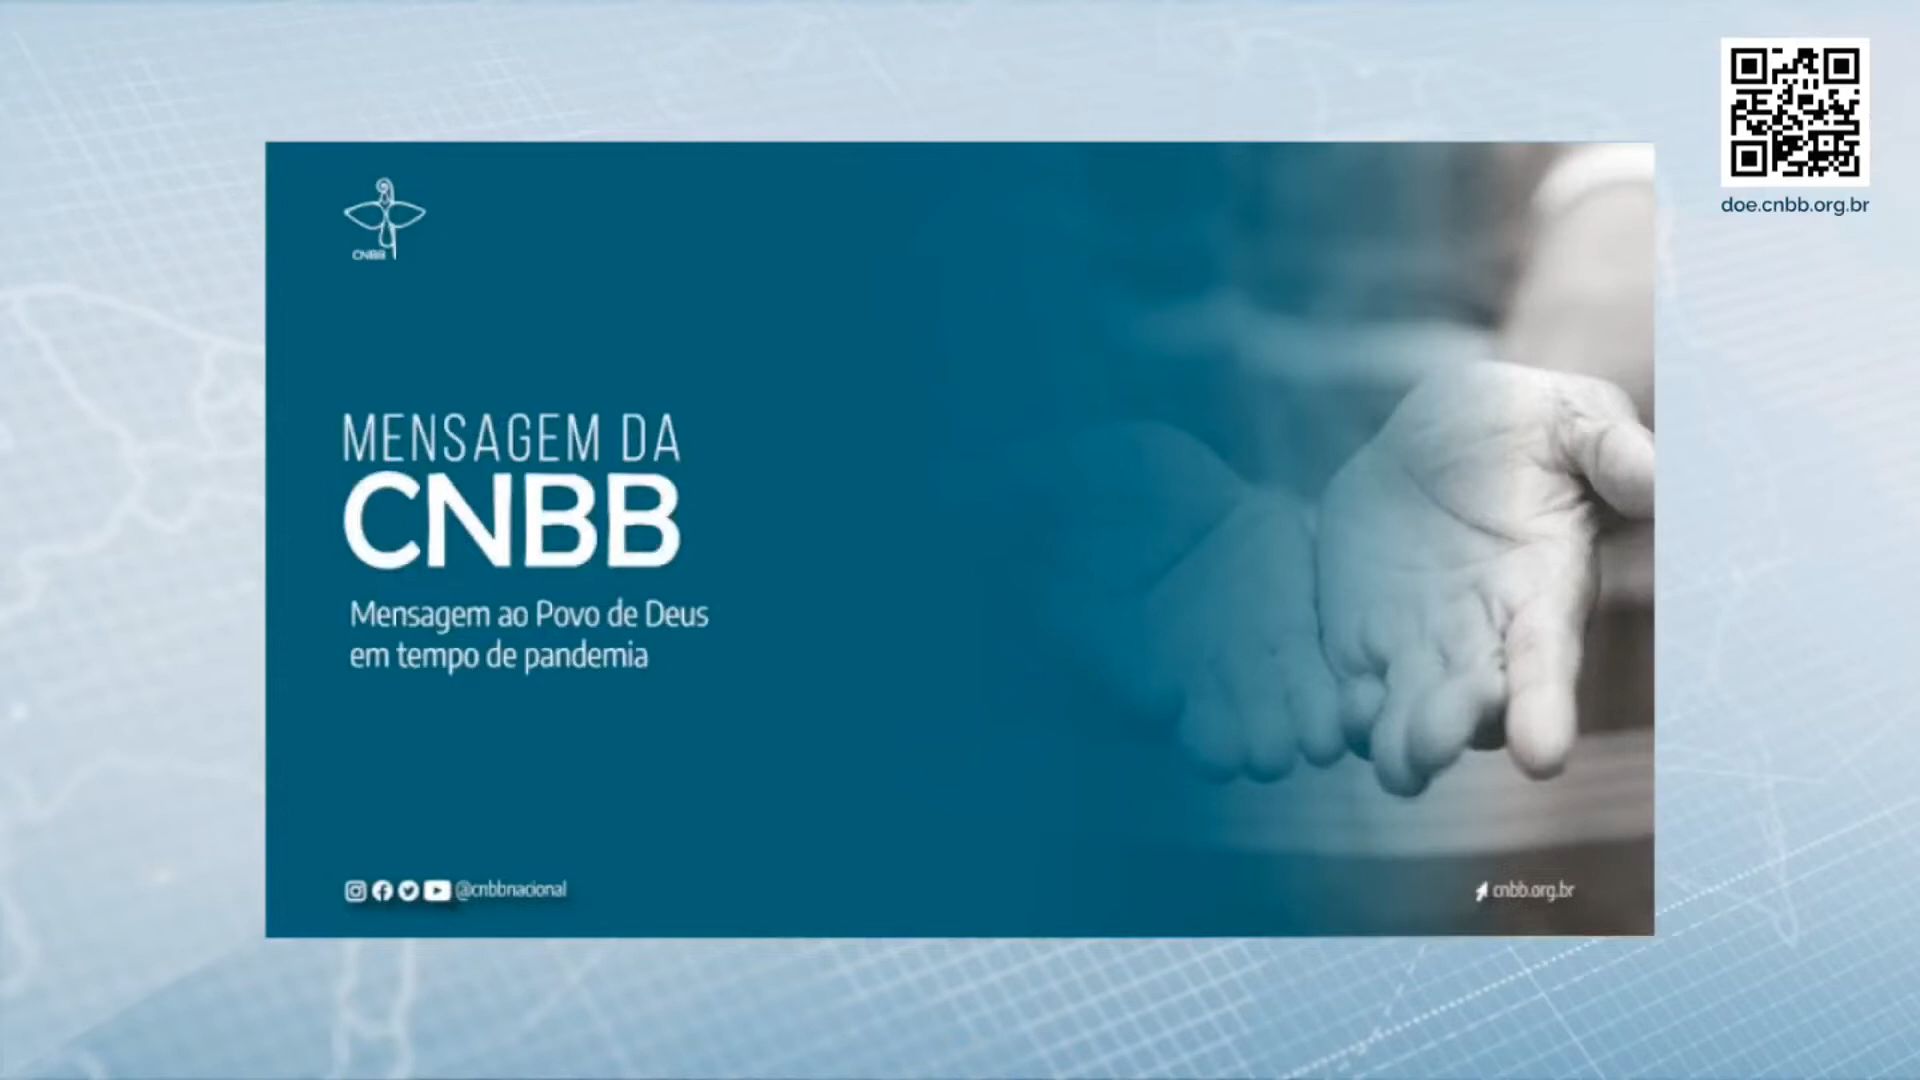 doe.cnbb.org.br
CNBB
MENSAGEM DA
CNBB
Mensagem ao Povo de Deus
em tempo de pandemia
@cnbbnacional
cnbb.org.br